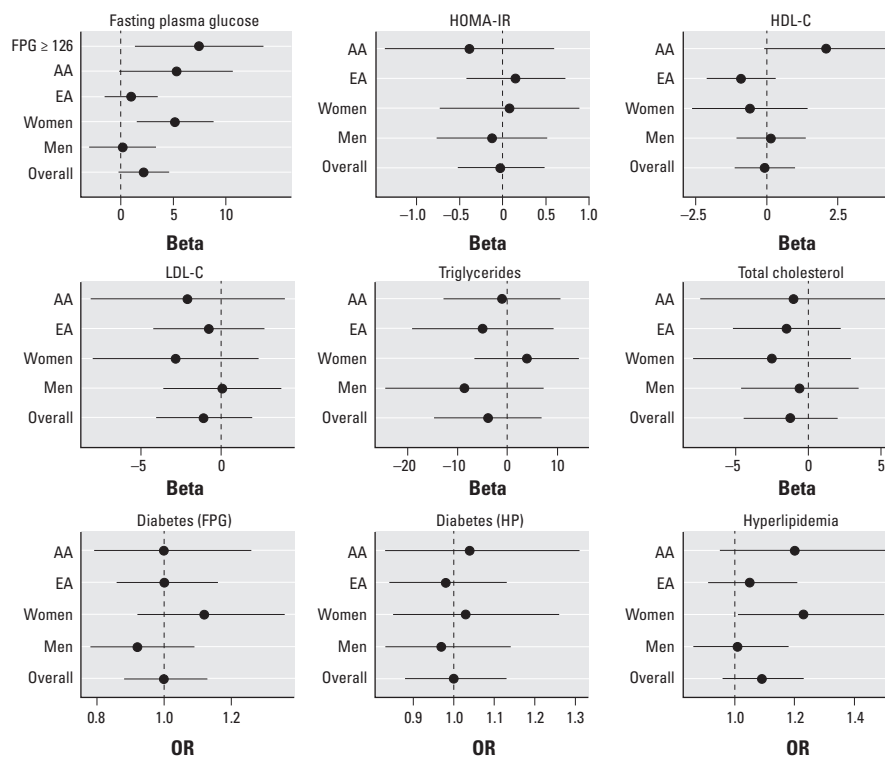 Fasting plasma glucose
FPG ≥ 126
AA
EA
Women
Men
Overall
0 5 10
Beta
HOMA-IR
AA
EA
Women
Men
Overall
–1.0 –0.5 0 0.5 1.0
Beta
HDL-C
AA
EA
Women
Men
Overall
–2.5 0 2.5
Beta
LDL-C
AA
EA
Women
Men
Overall
–5 0
Beta
Triglycerides
AA
EA
Women
Men
Overall
–20 –10 0 10
Beta
Total cholesterol
AA
EA
Women
Men
Overall
–5 0 5
Beta
Diabetes (FPG)
AA
EA
Women
Men
Overall
0.8 1.0 1.2
OR
Diabetes (HP)
AA
EA
Women
Men
Overall
0.9 1.0 1.1 1.2 1.3
OR
Hyperlipidemia
AA
EA
Women
Men
Overall
1.0 1.2 1.4
OR